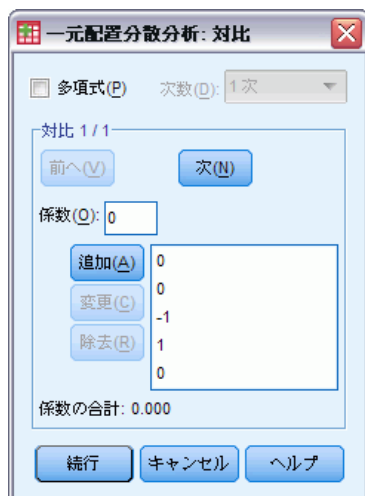 一元配置分散分析: 対比
多項式(P) 次数(D): 1次
対比 1 / 1
前へ(V) 次(N)
係数(O): 0
追加(A)
変更(C)
除去(R)
0
0
-1
1
0
係数の合計: 0.000
続行 キャンセル ヘルプ